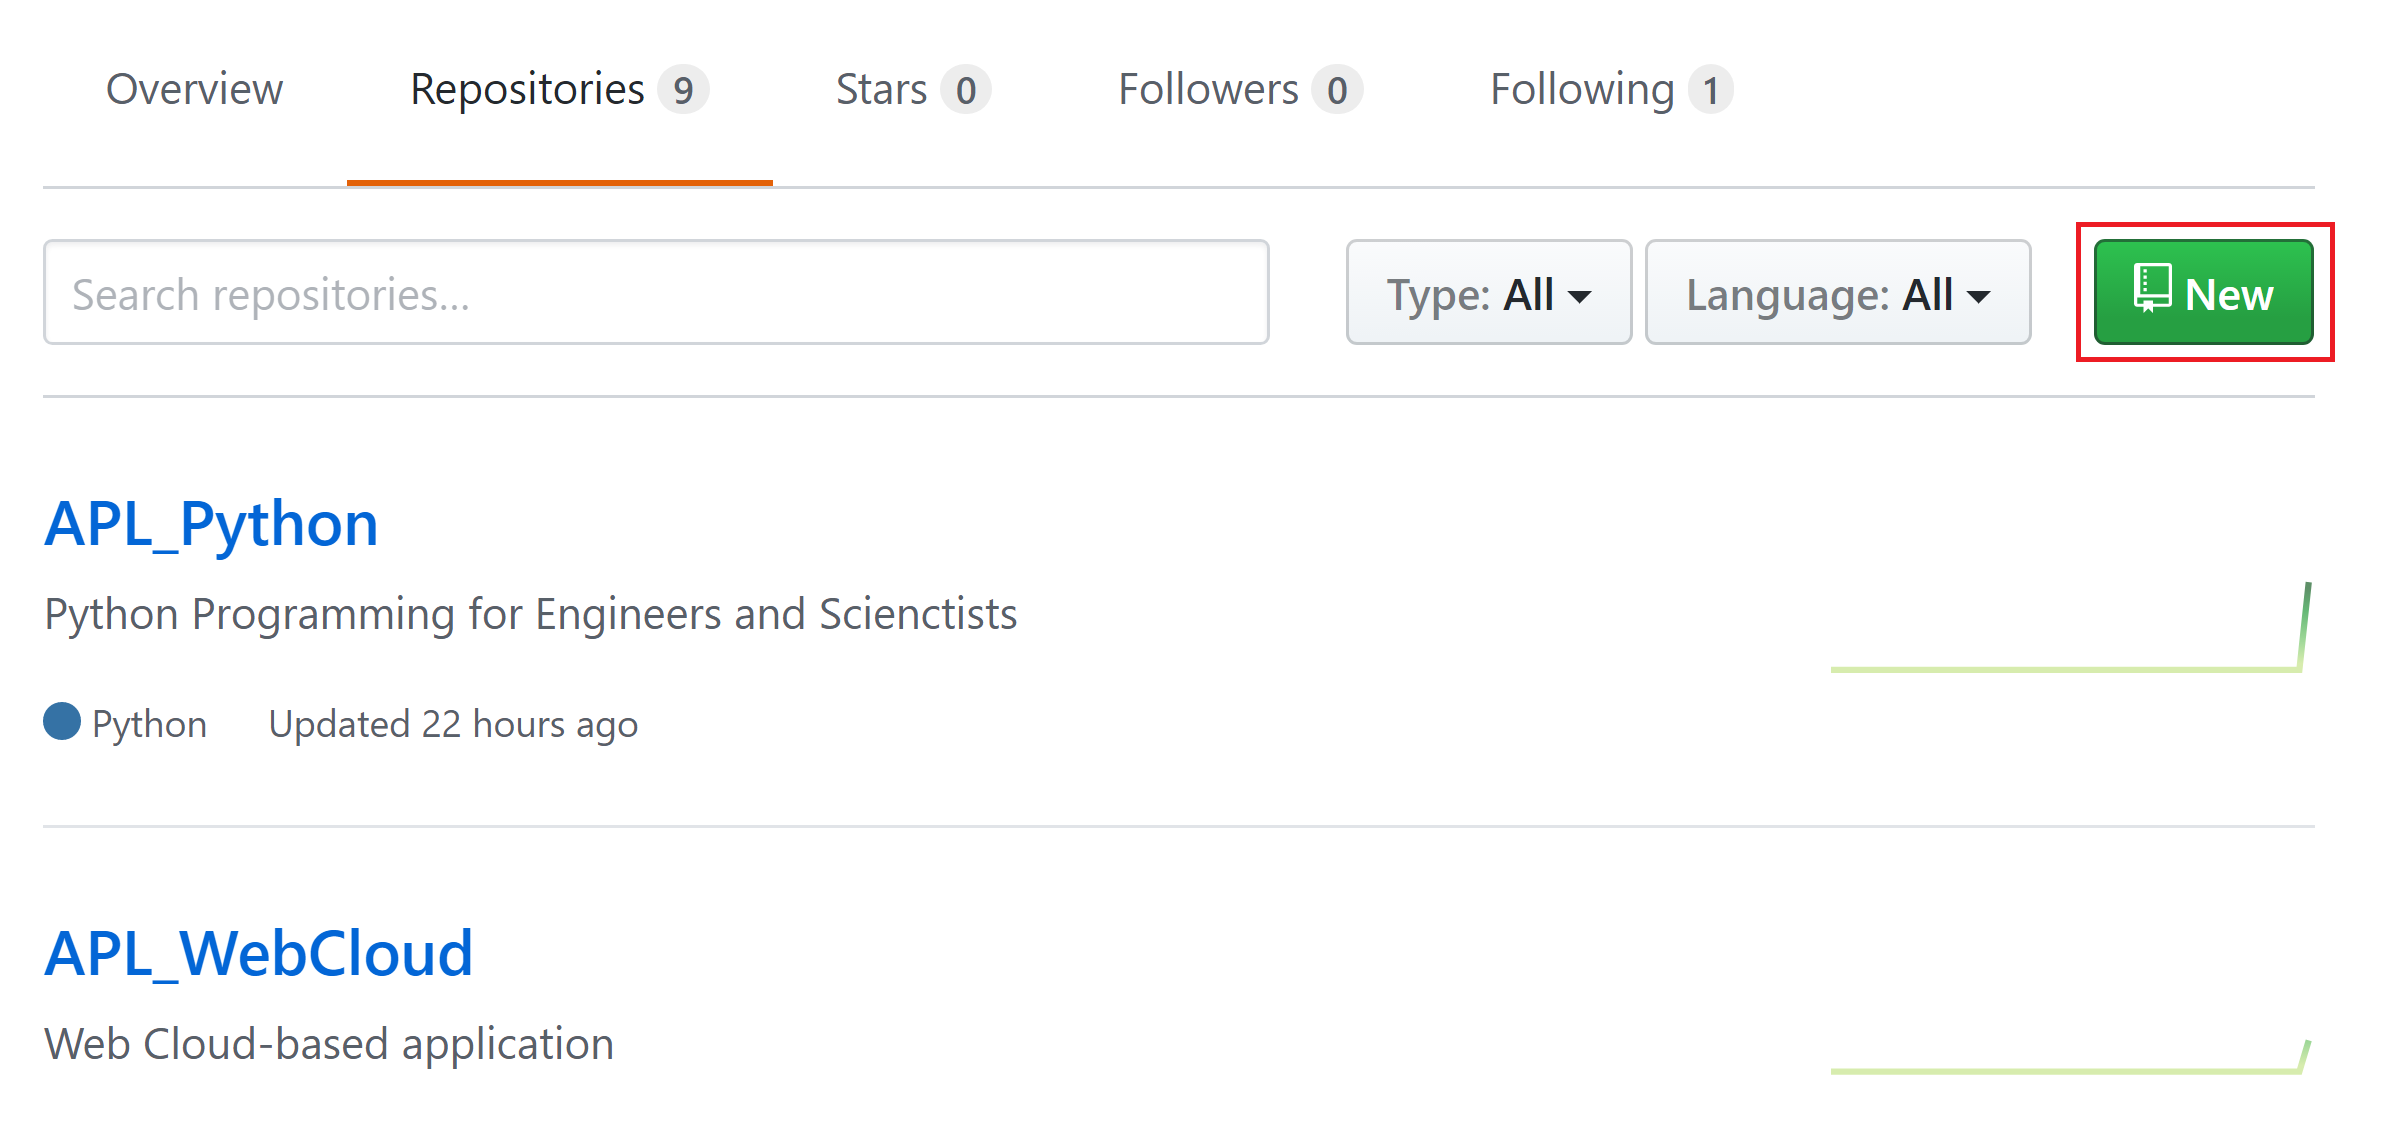 Overview Repositories 9 Stars 0 Followers 0 Following 1
Search repositories... Type: All Language: All New
APL_Python
Python Programming for Engineers and Scienctists
Python Updated 22 hours ago
APL_WebCloud
Web Cloud-based application